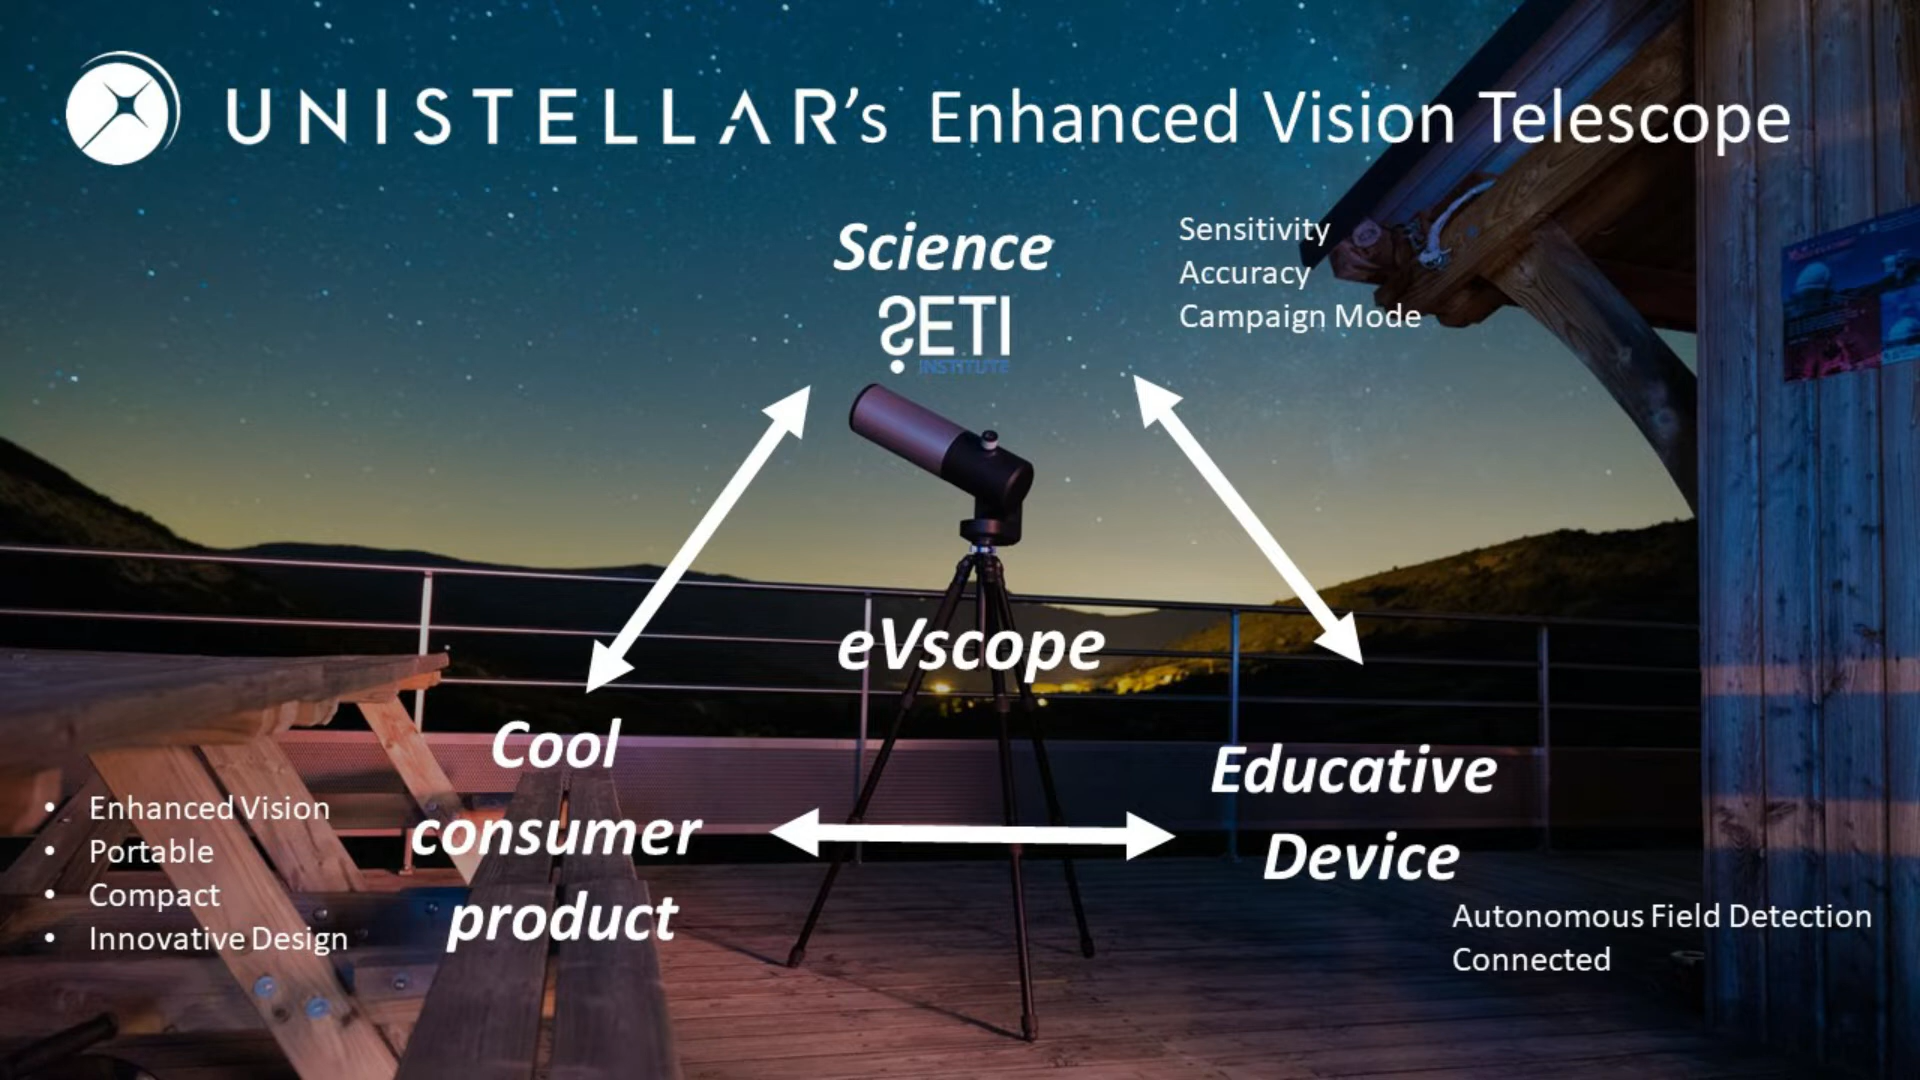 UNISTELLAR's Enhanced Vision Telescope
Science
SETI
INSTITUTE
Sensitivity
Accuracy
Campaign Mode
eVscope
Cool
consumer
product
• Enhanced Vision
• Portable
• Compact
• Innovative Design
Educative
Device
Autonomous Field Detection
Connected